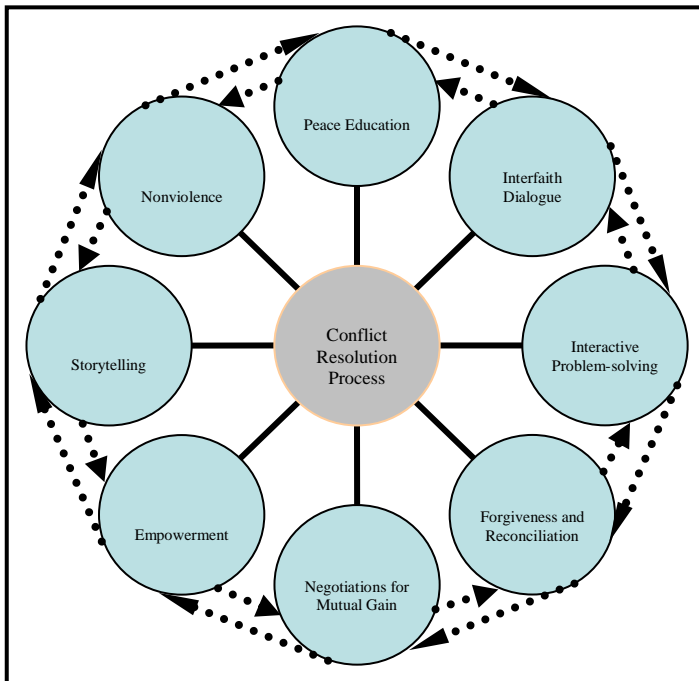 Peace Education
Nonviolence
Interfaith
Dialogue
Conflict
Resolution
Process
Storytelling
Interactive
Problem-solving
Empowerment
Forgiveness and
Reconciliation
Negotiations for
Mutual Gain